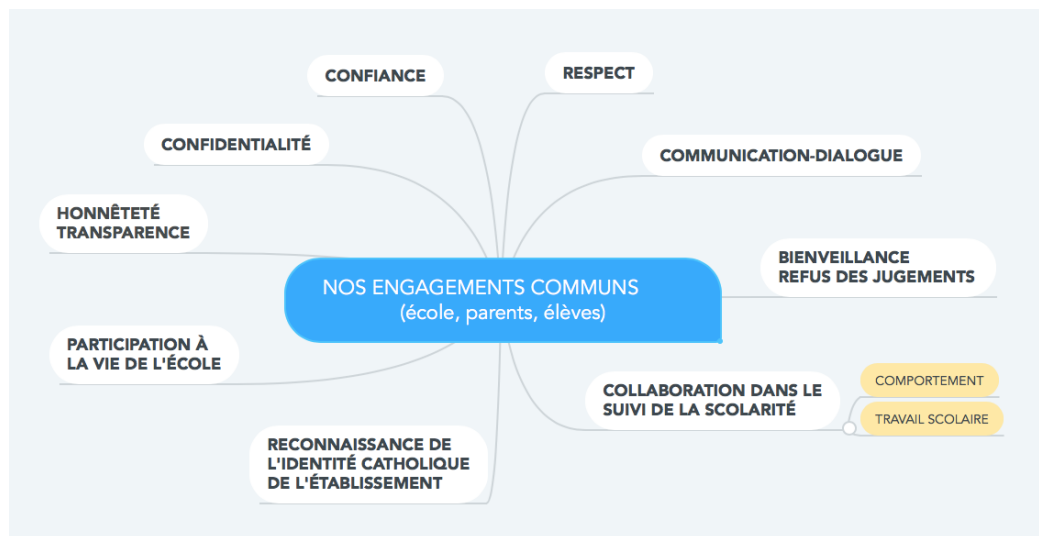 CONFIANCE
RESPECT
CONFIDENTIALITÉ
COMMUNICATION-DIALOGUE
HONNÊTETÉ
TRANSPARENCE
BIENVEILLANCE
REFUS DES JUGEMENTS
NOS ENGAGEMENTS COMMUNS
(école, parents, élèves)
PARTICIPATION À
LA VIE DE L'ÉCOLE
COLLABORATION DANS LE
SUIVI DE LA SCOLARITÉ
COMPORTEMENT
TRAVAIL SCOLAIRE
RECONNAISSANCE DE
L'IDENTITÉ CATHOLIQUE
DE L'ÉTABLISSEMENT